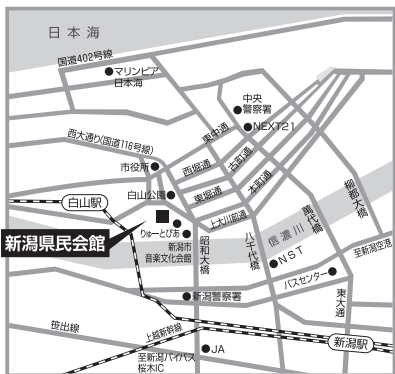 日本海
国道402号線
マリンピア
日本海
中央
警察署
NEXT21
西大通り(国道116号線)
東中通
市役所
西堀通
古町通
白山公園
東堀通
本町通
柳都大橋
白山駅
上大川前通
萬代橋
新潟県民会館
りゅーとぴあ
新潟市
音楽文化会館
昭和大橋
八千代橋
信濃川
NST
至新潟空港
バスセンター
新潟警察署
東大通
笹出線
上越新幹線
新潟駅
JA
至新潟バイパス
桜木IC